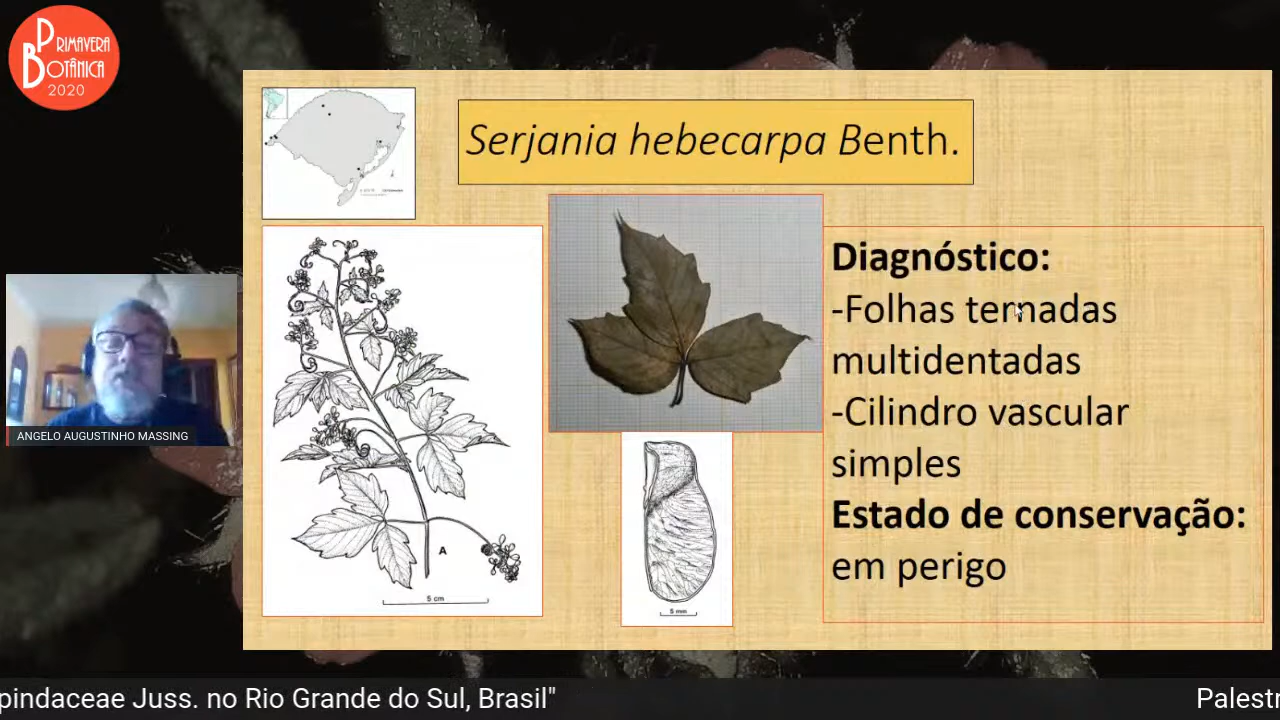 PRIMAVERA
BOTÂNICA
2020
Serjania hebecarpa Benth.
Diagnóstico:
-Folhas ternadas
multidentadas
-Cilindro vascular
simples
Estado de conservação:
em perigo
A
5 cm
5 mm
ANGELO AUGUSTINHO MASSING
pindaceae Juss. no Rio Grande do Sul, Brasil"
Palestr